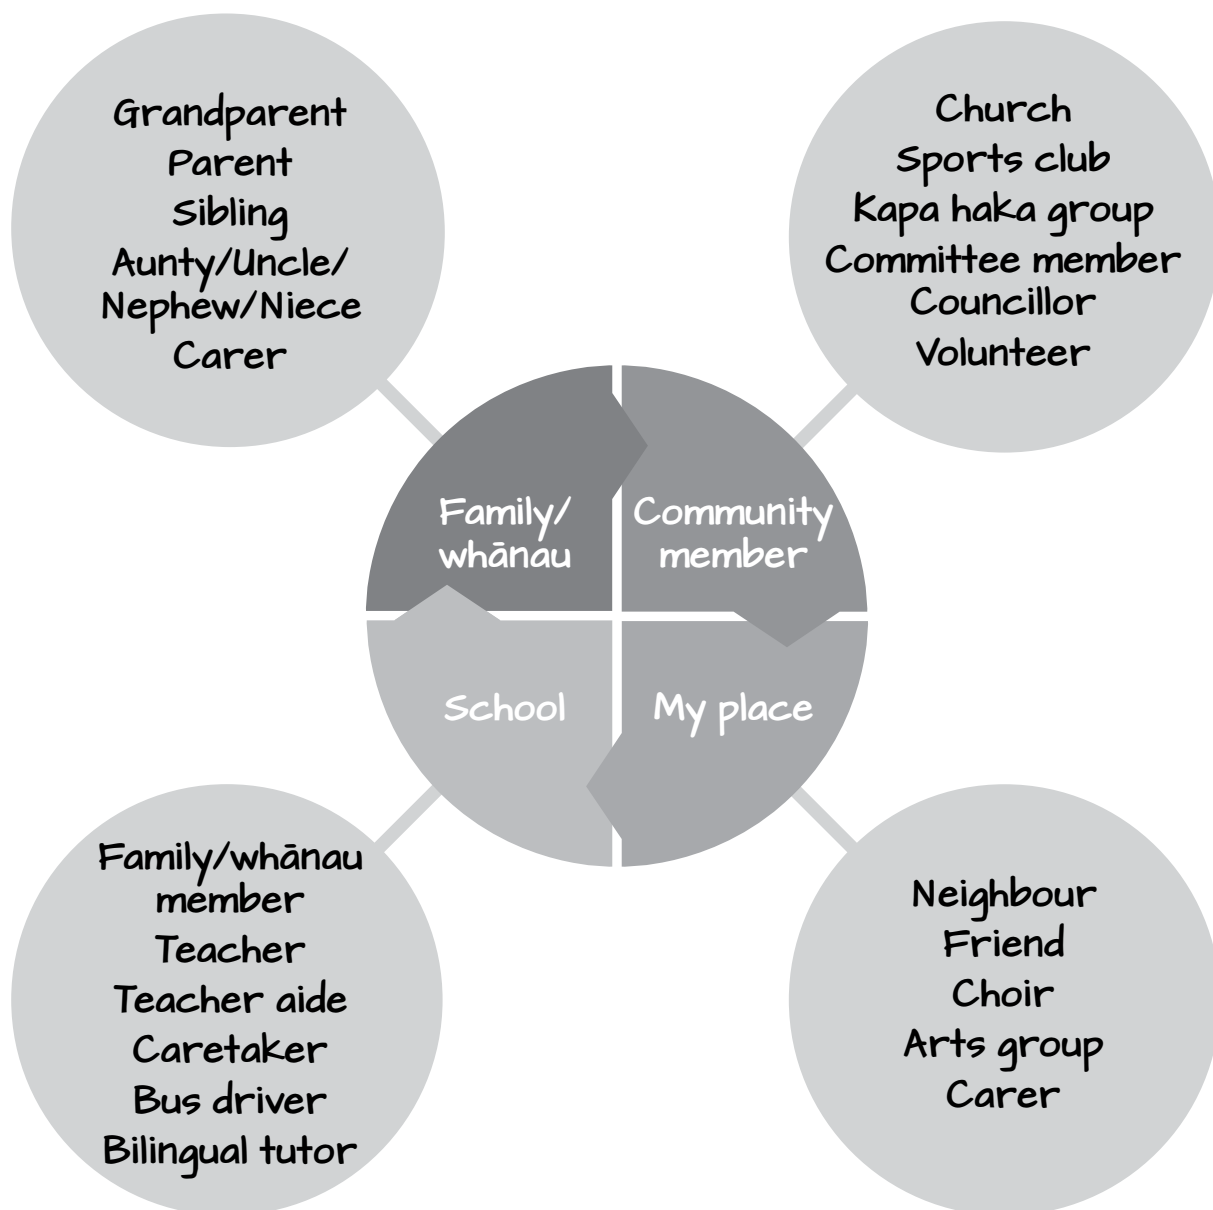 Grandparent
Parent
Sibling
Aunty/Uncle/
Nephew/Niece
Carer
Church
Sports club
Kapa haka group
Committee member
Councillor
Volunteer
Family/
whānau
Community
member
School
My place
Family/whānau
member
Teacher
Teacher aide
Caretaker
Bus driver
Bilingual tutor
Neighbour
Friend
Choir
Arts group
Carer